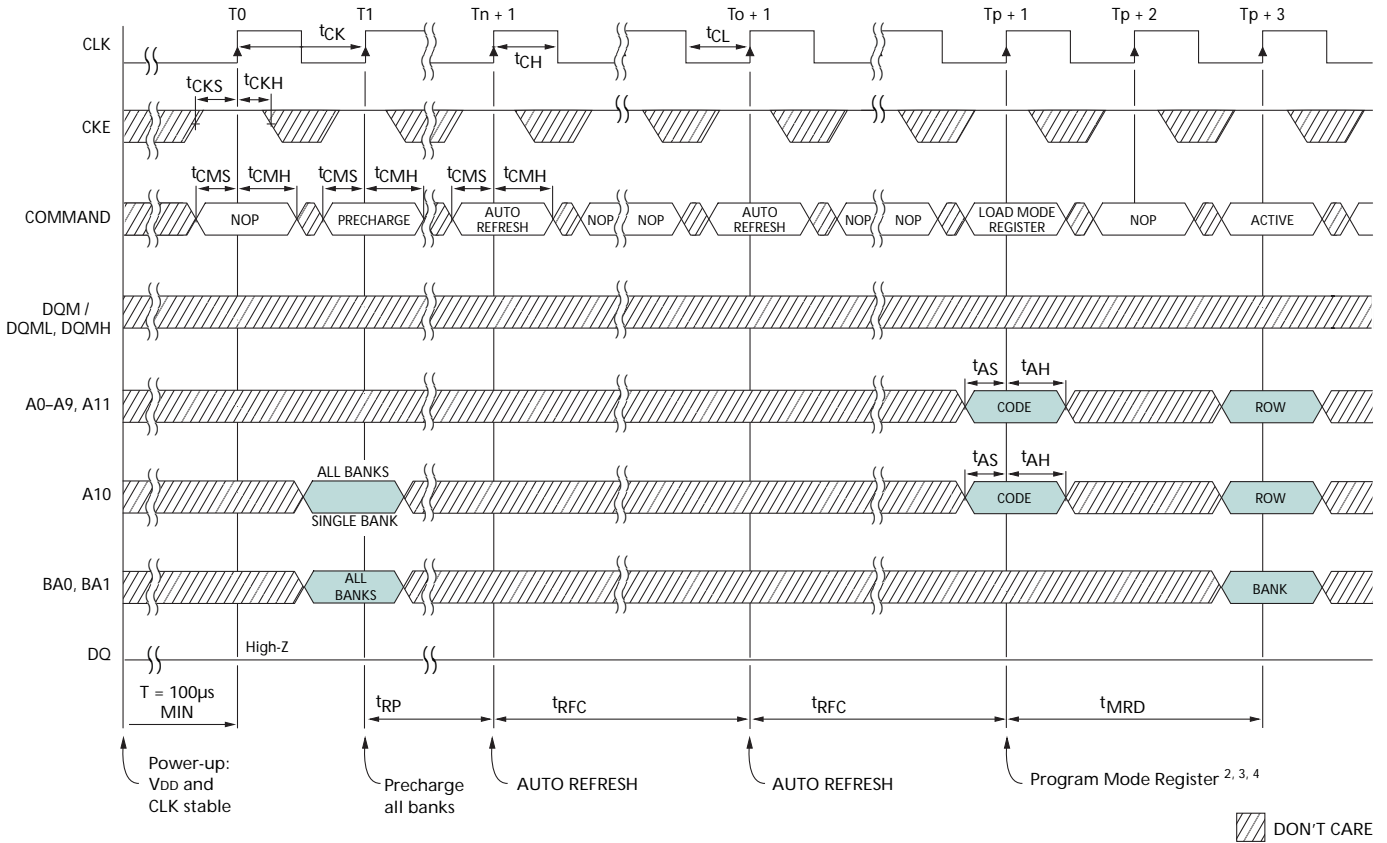 T0 T1 Tn + 1 To + 1 Tp + 1 Tp + 2 Tp + 3
CLK tCK tCH tCL
tCKS tCKH
CKE
tCMS tCMH tCMS tCMH tCMS tCMH
COMMAND NOP PRECHARGE AUTO REFRESH NOP NOP AUTO REFRESH NOP NOP LOAD MODE REGISTER NOP ACTIVE
DQM /
DQML, DQMH
tAS tAH
A0–A9, A11 CODE ROW
ALL BANKS tAS tAH
A10 CODE ROW
SINGLE BANK
BA0, BA1 ALL BANKS BANK
DQ High-Z
T = 100µs
MIN
tRP tRFC tRFC tMRD
Power-up:
VDD and
CLK stable
Precharge
all banks
AUTO REFRESH
AUTO REFRESH
Program Mode Register 2, 3, 4
DON'T CARE